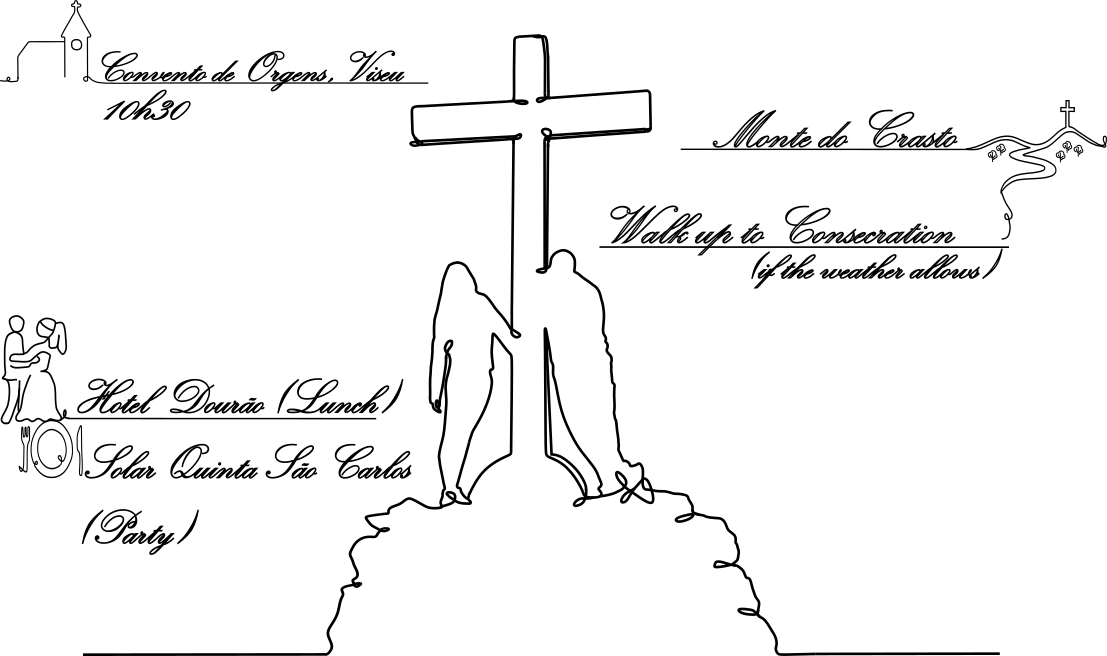 Convento de Orgens, Viseu
10h30
Monte do Crasto
Walk up to Consecration
(if the weather allows)
Hotel Dourão (Lunch)
Solar Quinta São Carlos
(Party)